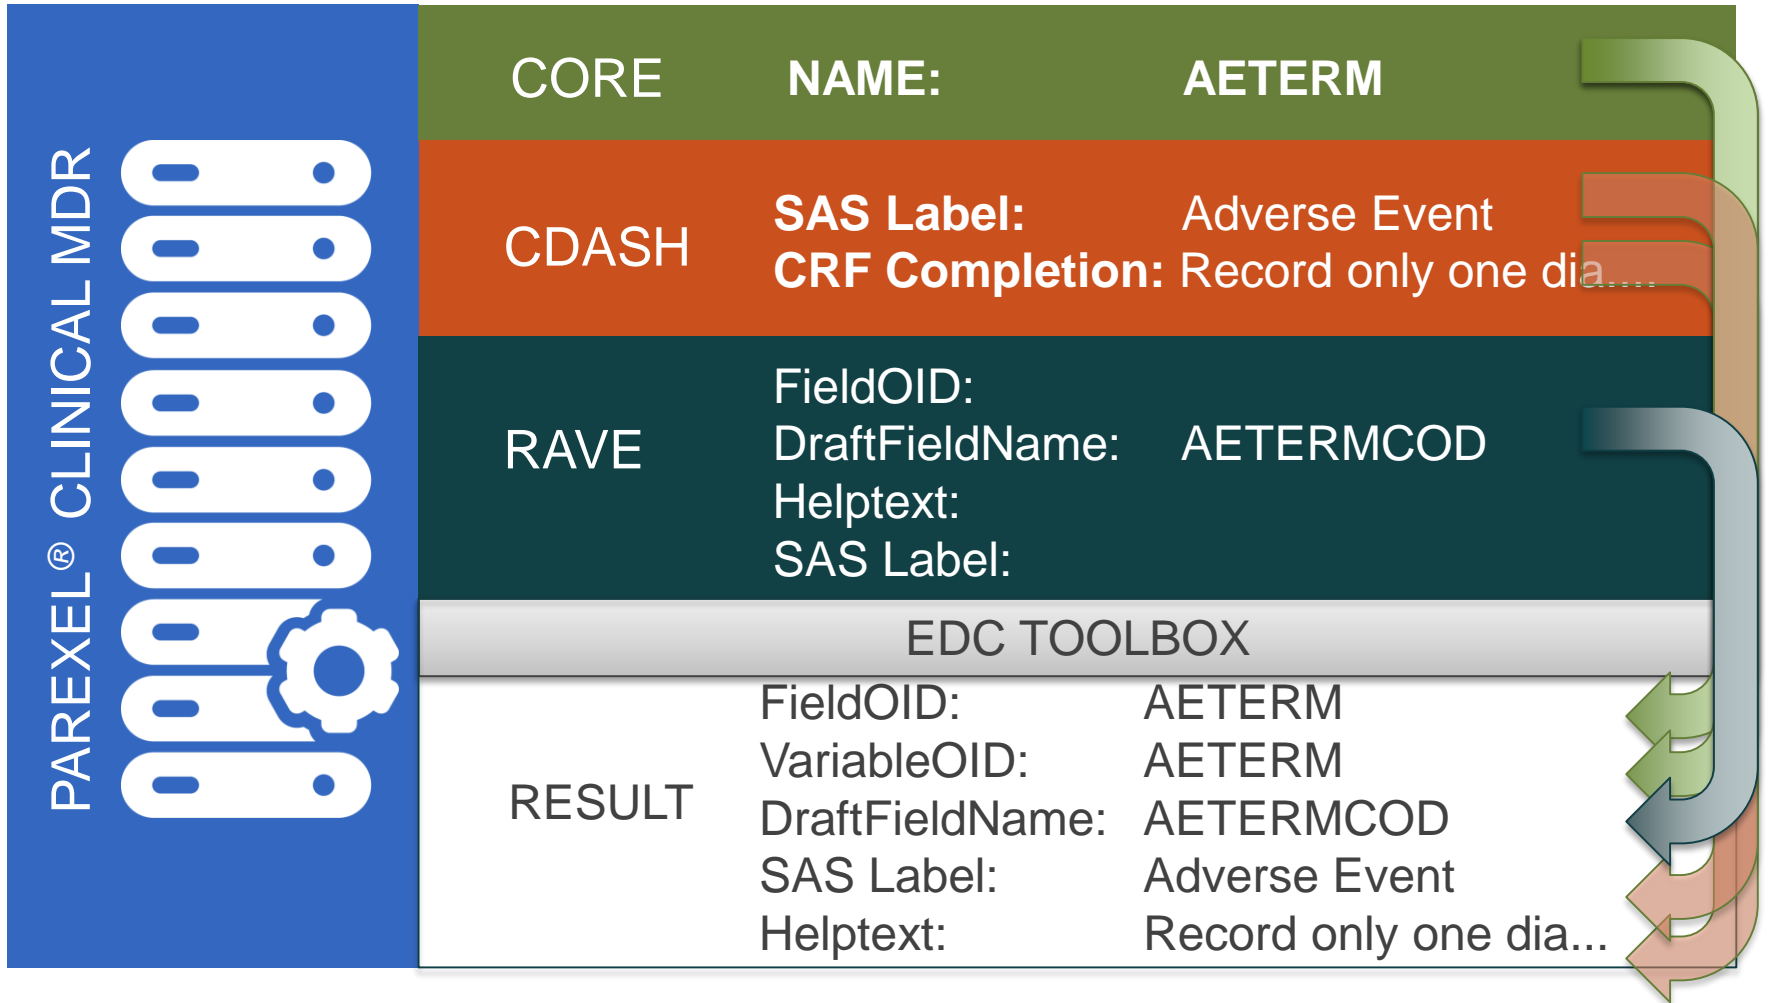 PAREXEL® CLINICAL MDR
CORE NAME: AETERM
CDASH
SAS Label: Adverse Event
CRF Completion: Record only one dia....
RAVE
FieldOID:
DraftFieldName: AETERMCOD
Helptext:
SAS Label:
EDC TOOLBOX
RESULT
FieldOID: AETERM
VariableOID: AETERM
DraftFieldName: AETERMCOD
SAS Label: Adverse Event
Helptext: Record only one dia...